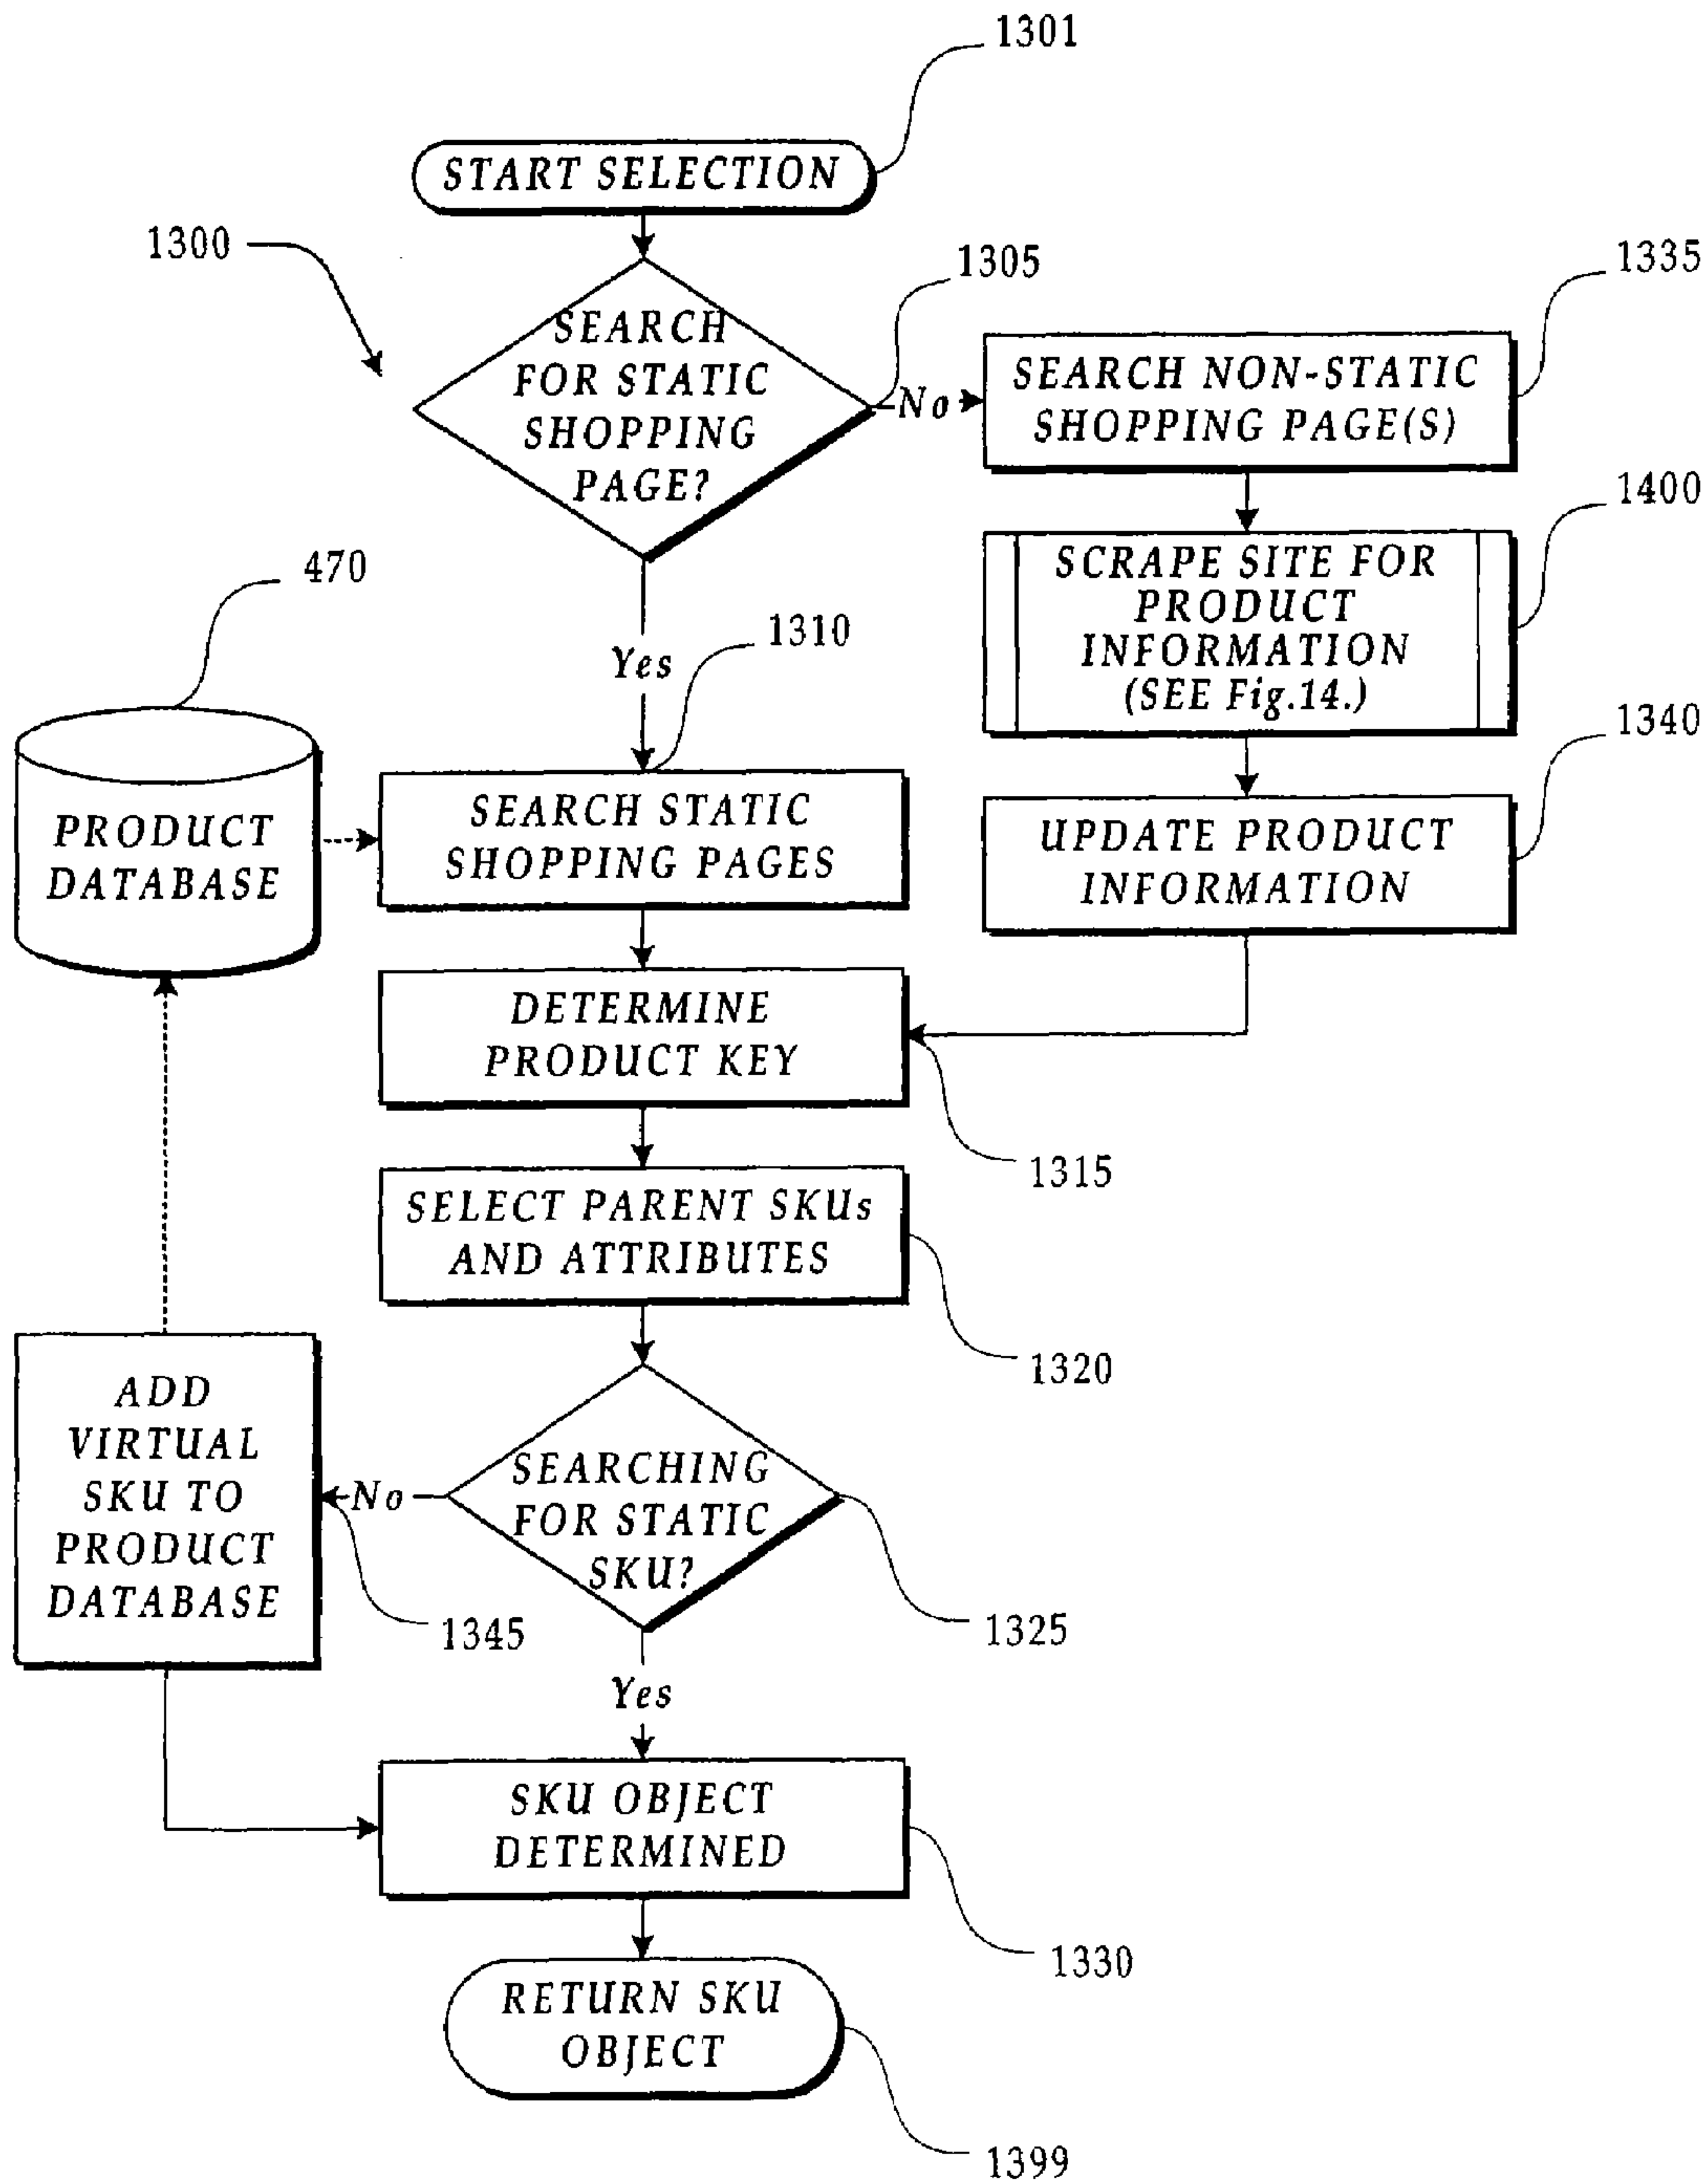 1301
START SELECTION
1300
1305
1335
SEARCH
FOR STATIC
SHOPPING
PAGE?
No
SEARCH NON-STATIC
SHOPPING PAGE(S)
1400
SCRAPE SITE FOR
PRODUCT
INFORMATION
(SEE Fig.14.)
470
Yes
1310
1340
PRODUCT
DATABASE
SEARCH STATIC
SHOPPING PAGES
UPDATE PRODUCT
INFORMATION
DETERMINE
PRODUCT KEY
1315
SELECT PARENT SKUs
AND ATTRIBUTES
1320
ADD
VIRTUAL
SKU TO
PRODUCT
DATABASE
No
SEARCHING
FOR STATIC
SKU?
1345
1325
Yes
SKU OBJECT
DETERMINED
1330
RETURN SKU
OBJECT
1399